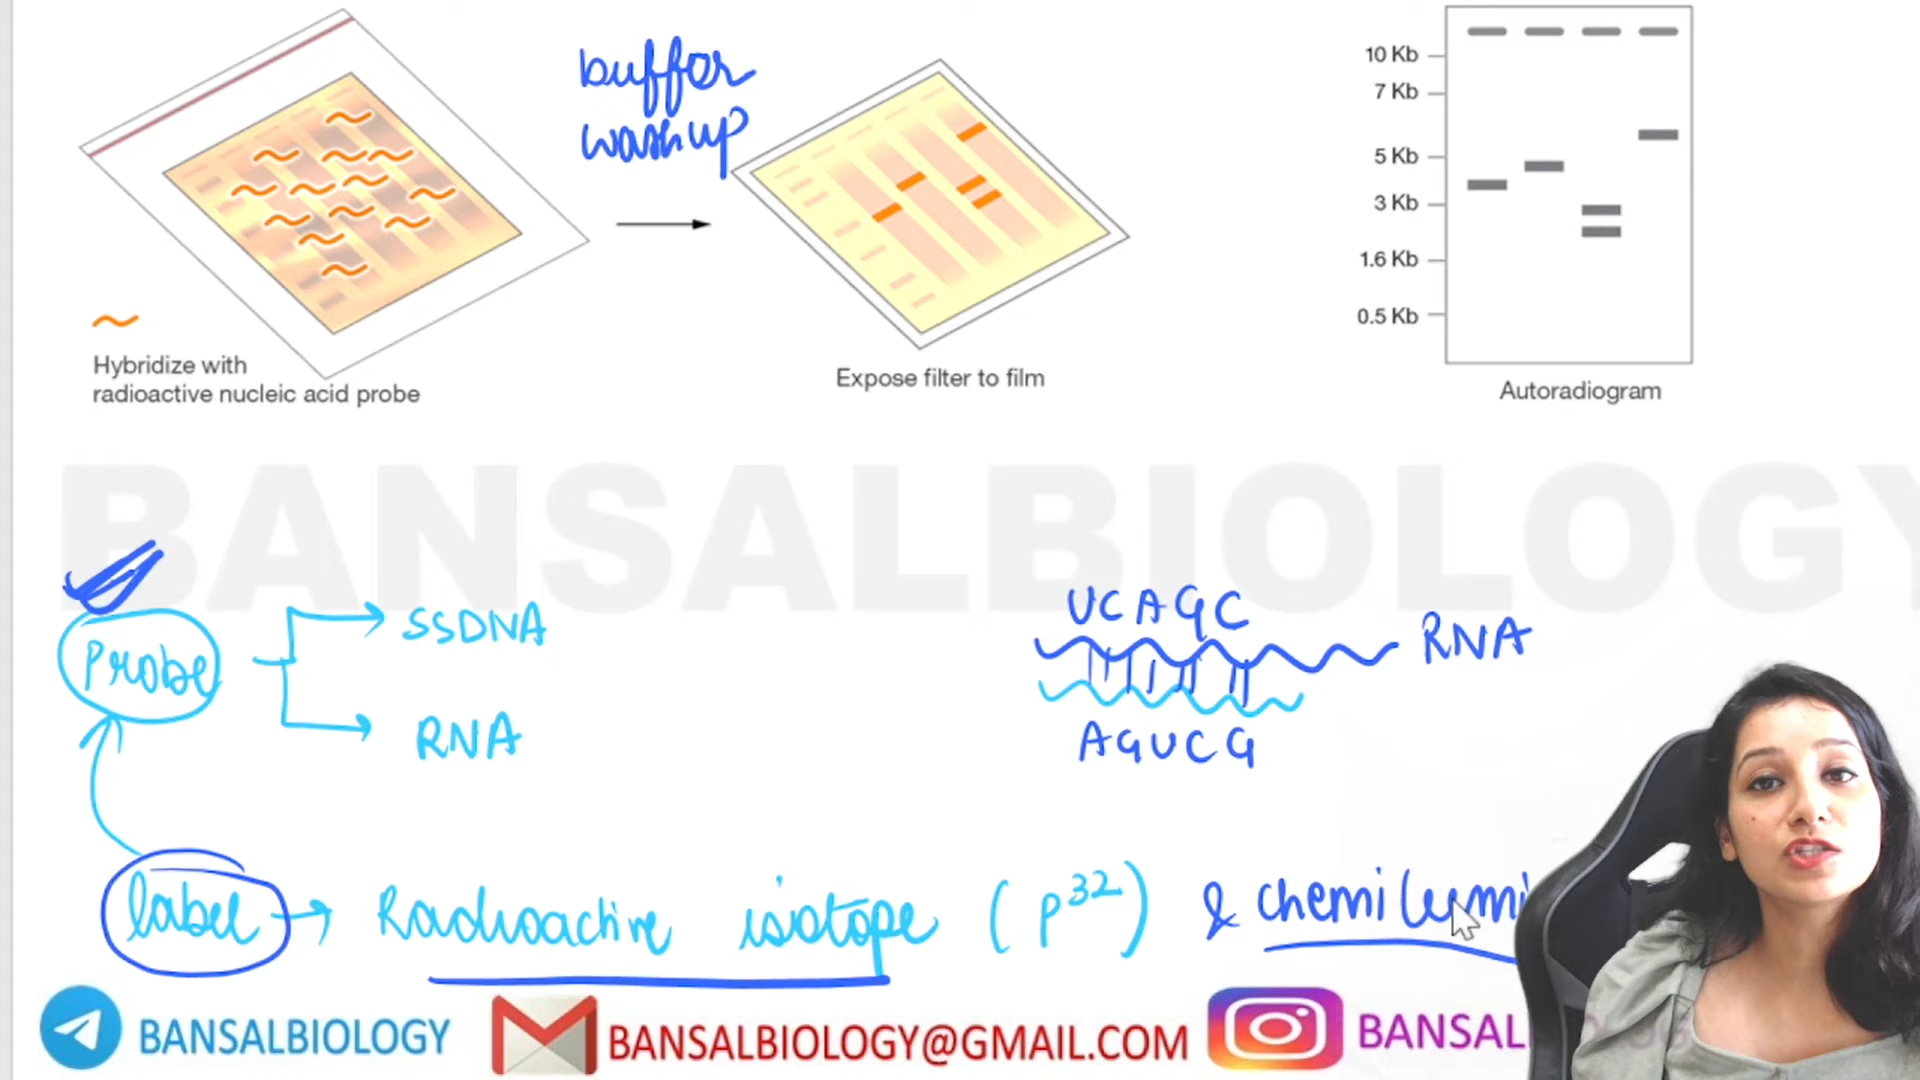 buffer
washup
10 Kb
7 Kb
5 Kb
3 Kb
1.6 Kb
0.5 Kb
Hybridize with
radioactive nucleic acid probe
Expose filter to film
Autoradiogram
BANSALBIOLOGY
Probe
SSDNA
RNA
UCAGC
RNA
AGUCG
label → Radioactive isotope (P32) & chemilumi
BANSALBIOLOGY
BANSALBIOLOGY@GMAIL.COM
BANSAL